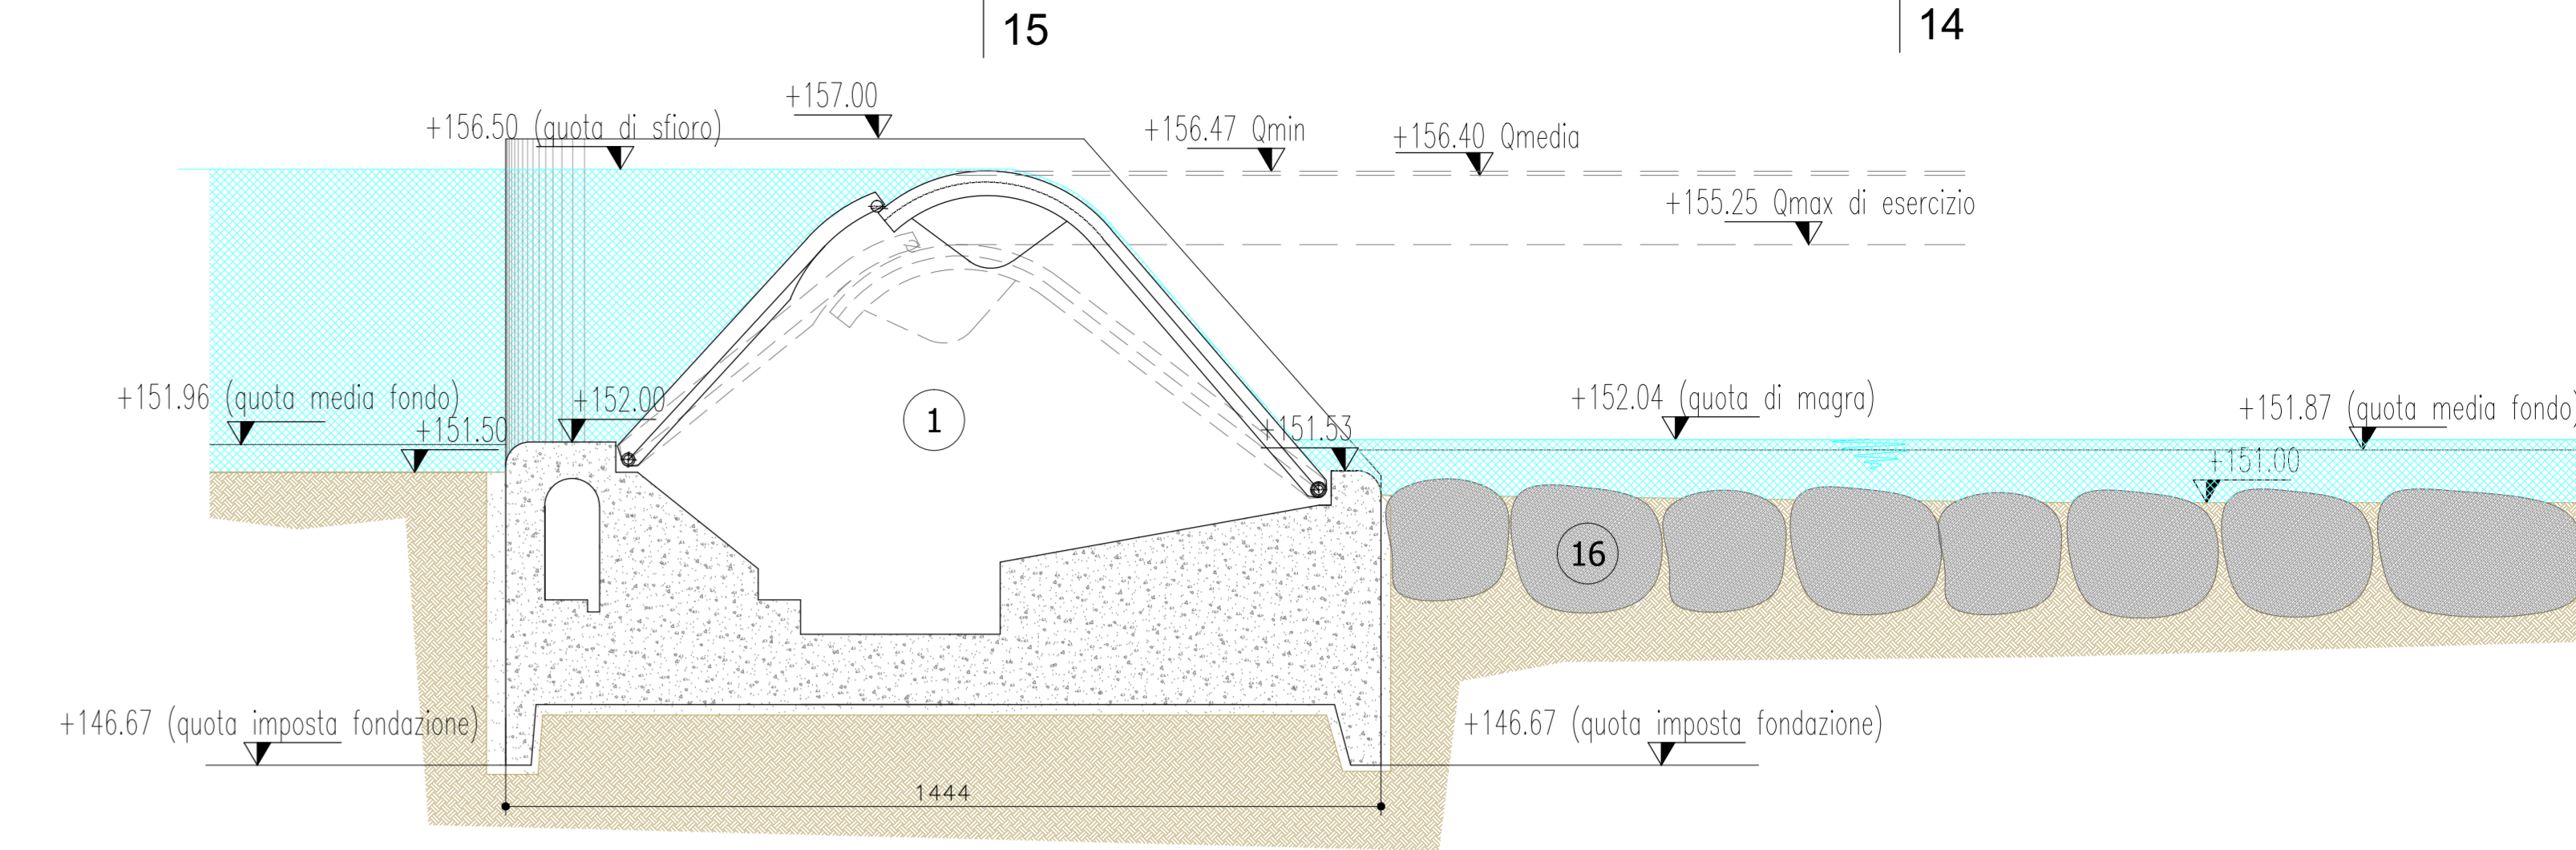 15
14
+157.00
+156.50 (quota di sfioro)
+156.47 Qmin
+156.40 Qmedia
+155.25 Qmax di esercizio
+151.96 (quota media fondo)
+152.00
+151.50
1
+151.53
+152.04 (quota di magra)
+151.87 (quota media fondo)
+151.00
16
+146.67 (quota imposta fondazione)
+146.67 (quota imposta fondazione)
1444